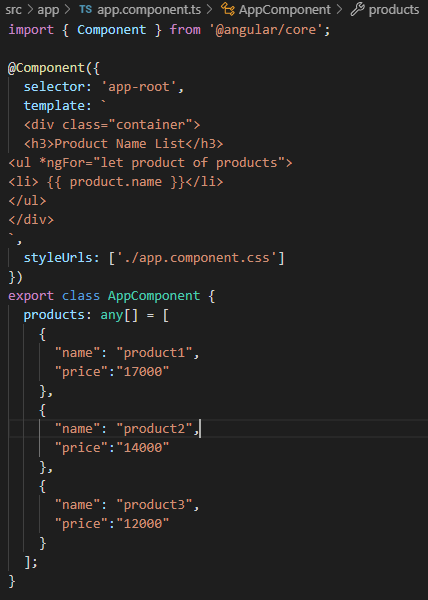 src > app > TS app.component.ts > AppComponent > products
import { Component } from '@angular/core';
@Component({
  selector: 'app-root',
  template: `
  <div class="container">
  <h3>Product Name List</h3>
<ul *ngFor="let product of products">
<li> {{ product.name }}</li>
</ul>
</div>
`,
  styleUrls: ['./app.component.css']
})
export class AppComponent {
  products: any[] = [
    {
      "name": "product1",
      "price":"17000"
    },
    {
      "name": "product2",
      "price":"14000"
    },
    {
      "name": "product3",
      "price":"12000"
    }
  ];
}